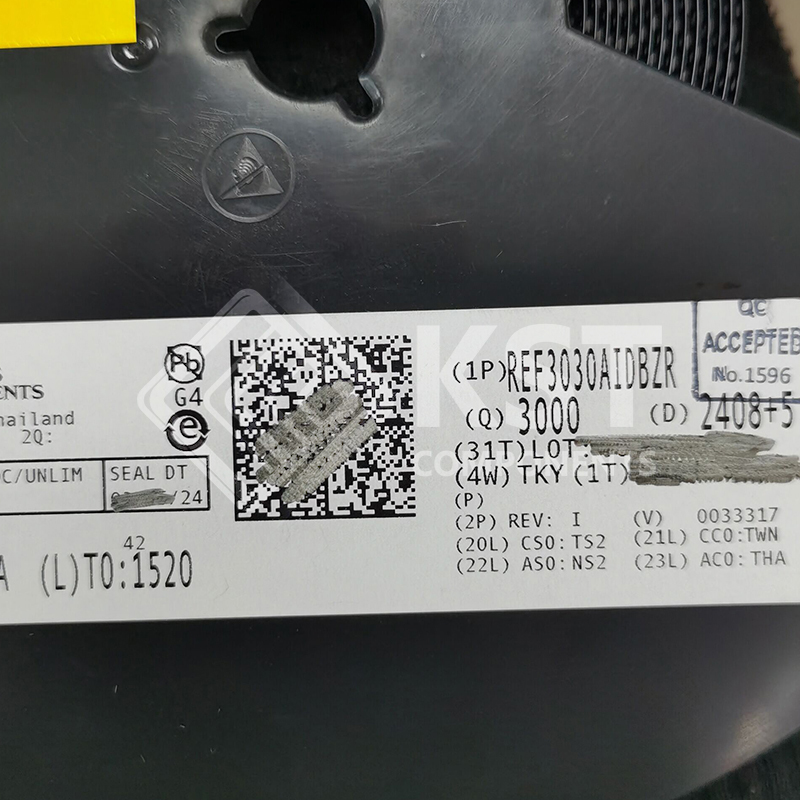 QC
ACCEPTED
No.1596
ENTS
hailand
2Q:
C/UNLIM
SEAL DT
/24
42
A (L)TO:1520
Pb
G4
e
KST
COMPONENTS
(1P)REF3030AIDBZR
(Q) 3000 (D) 2408+5
(31T)LOT
(4W) TKY (1T)
(P)
(2P) REV: I (V) 0033317
(20L) CSO:TS2 (21L) CCO:TWN
(22L) ASO:NS2 (23L) ACO:THA